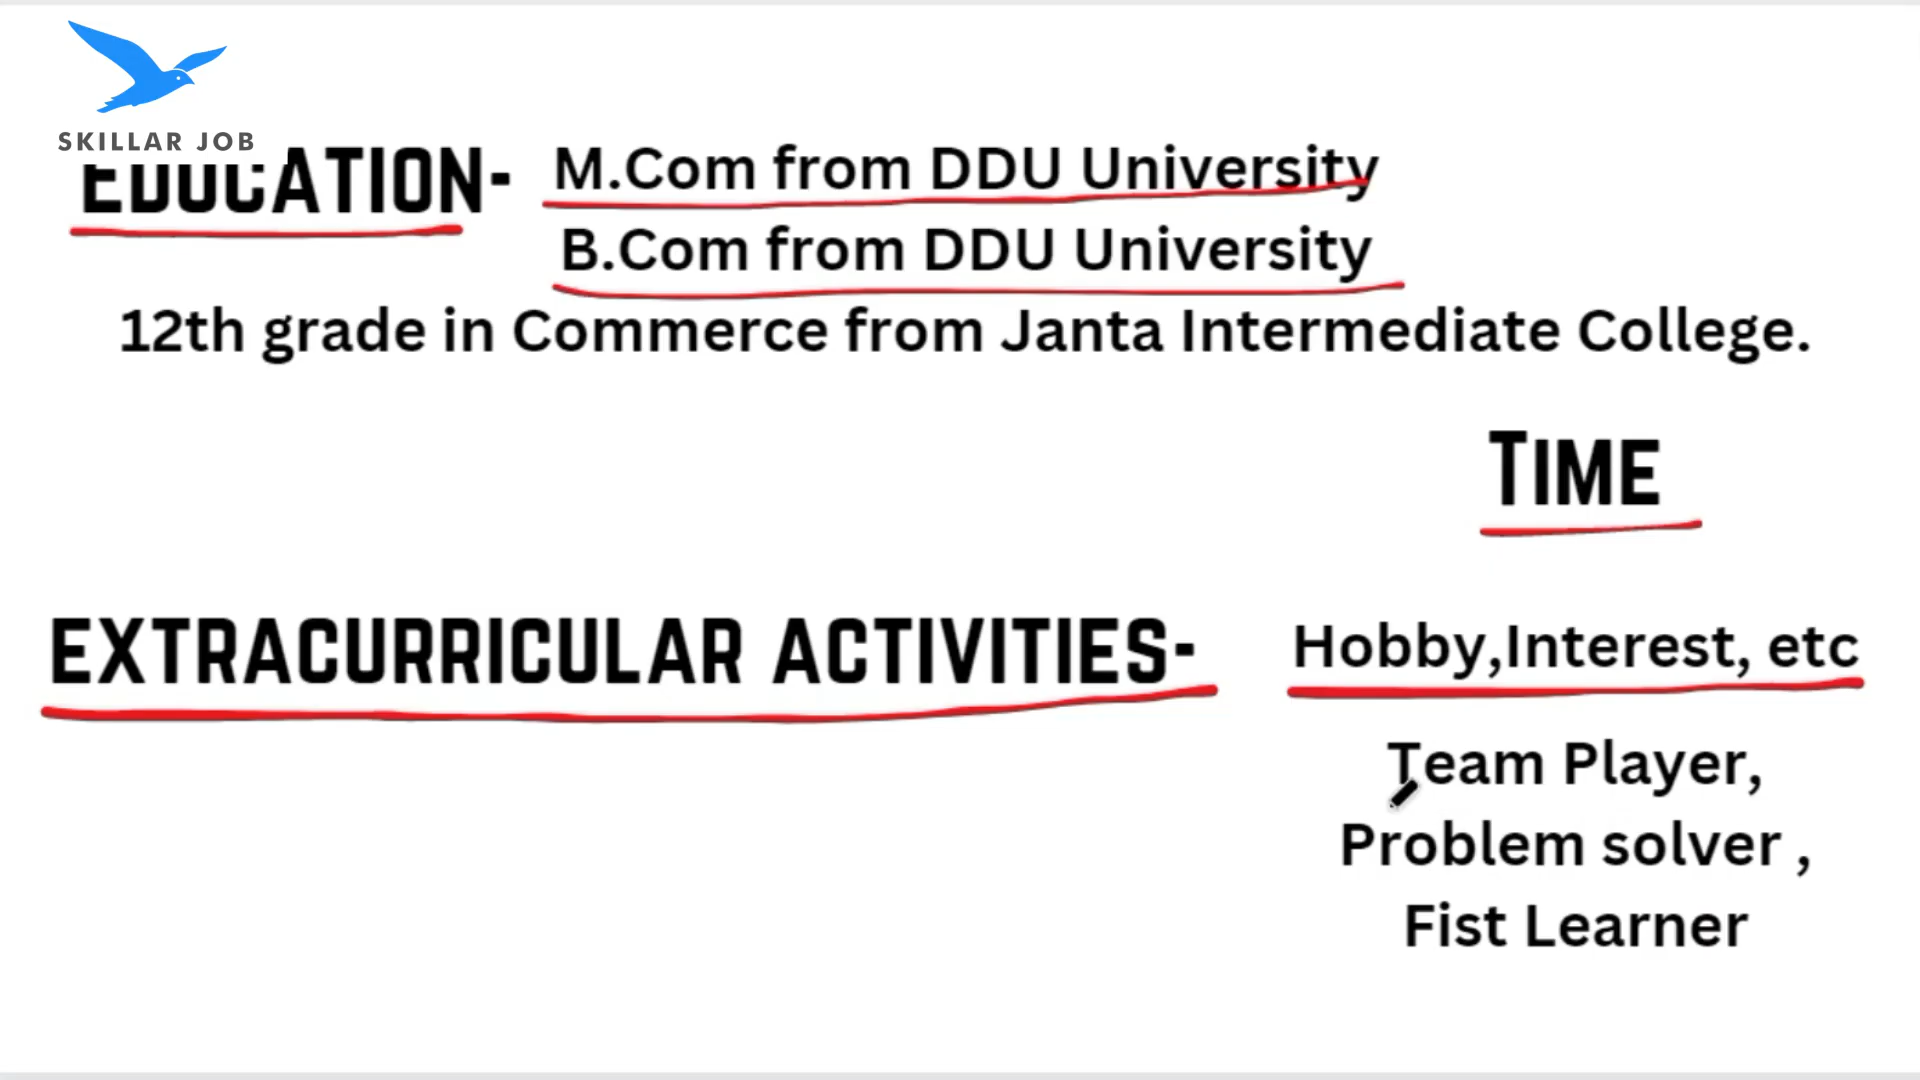 SKILLAR JOB
EDUCATION- M.Com from DDU University
B.Com from DDU University
12th grade in Commerce from Janta Intermediate College.
TIME
EXTRACURRICULAR ACTIVITIES- Hobby,Interest, etc
Team Player,
Problem solver ,
Fist Learner